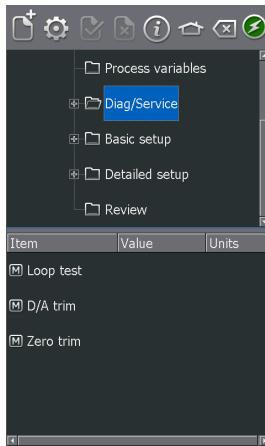 Process variables
Diag/Service
Basic setup
Detailed setup
Review
Item Value Units
M Loop test
M D/A trim
M Zero trim